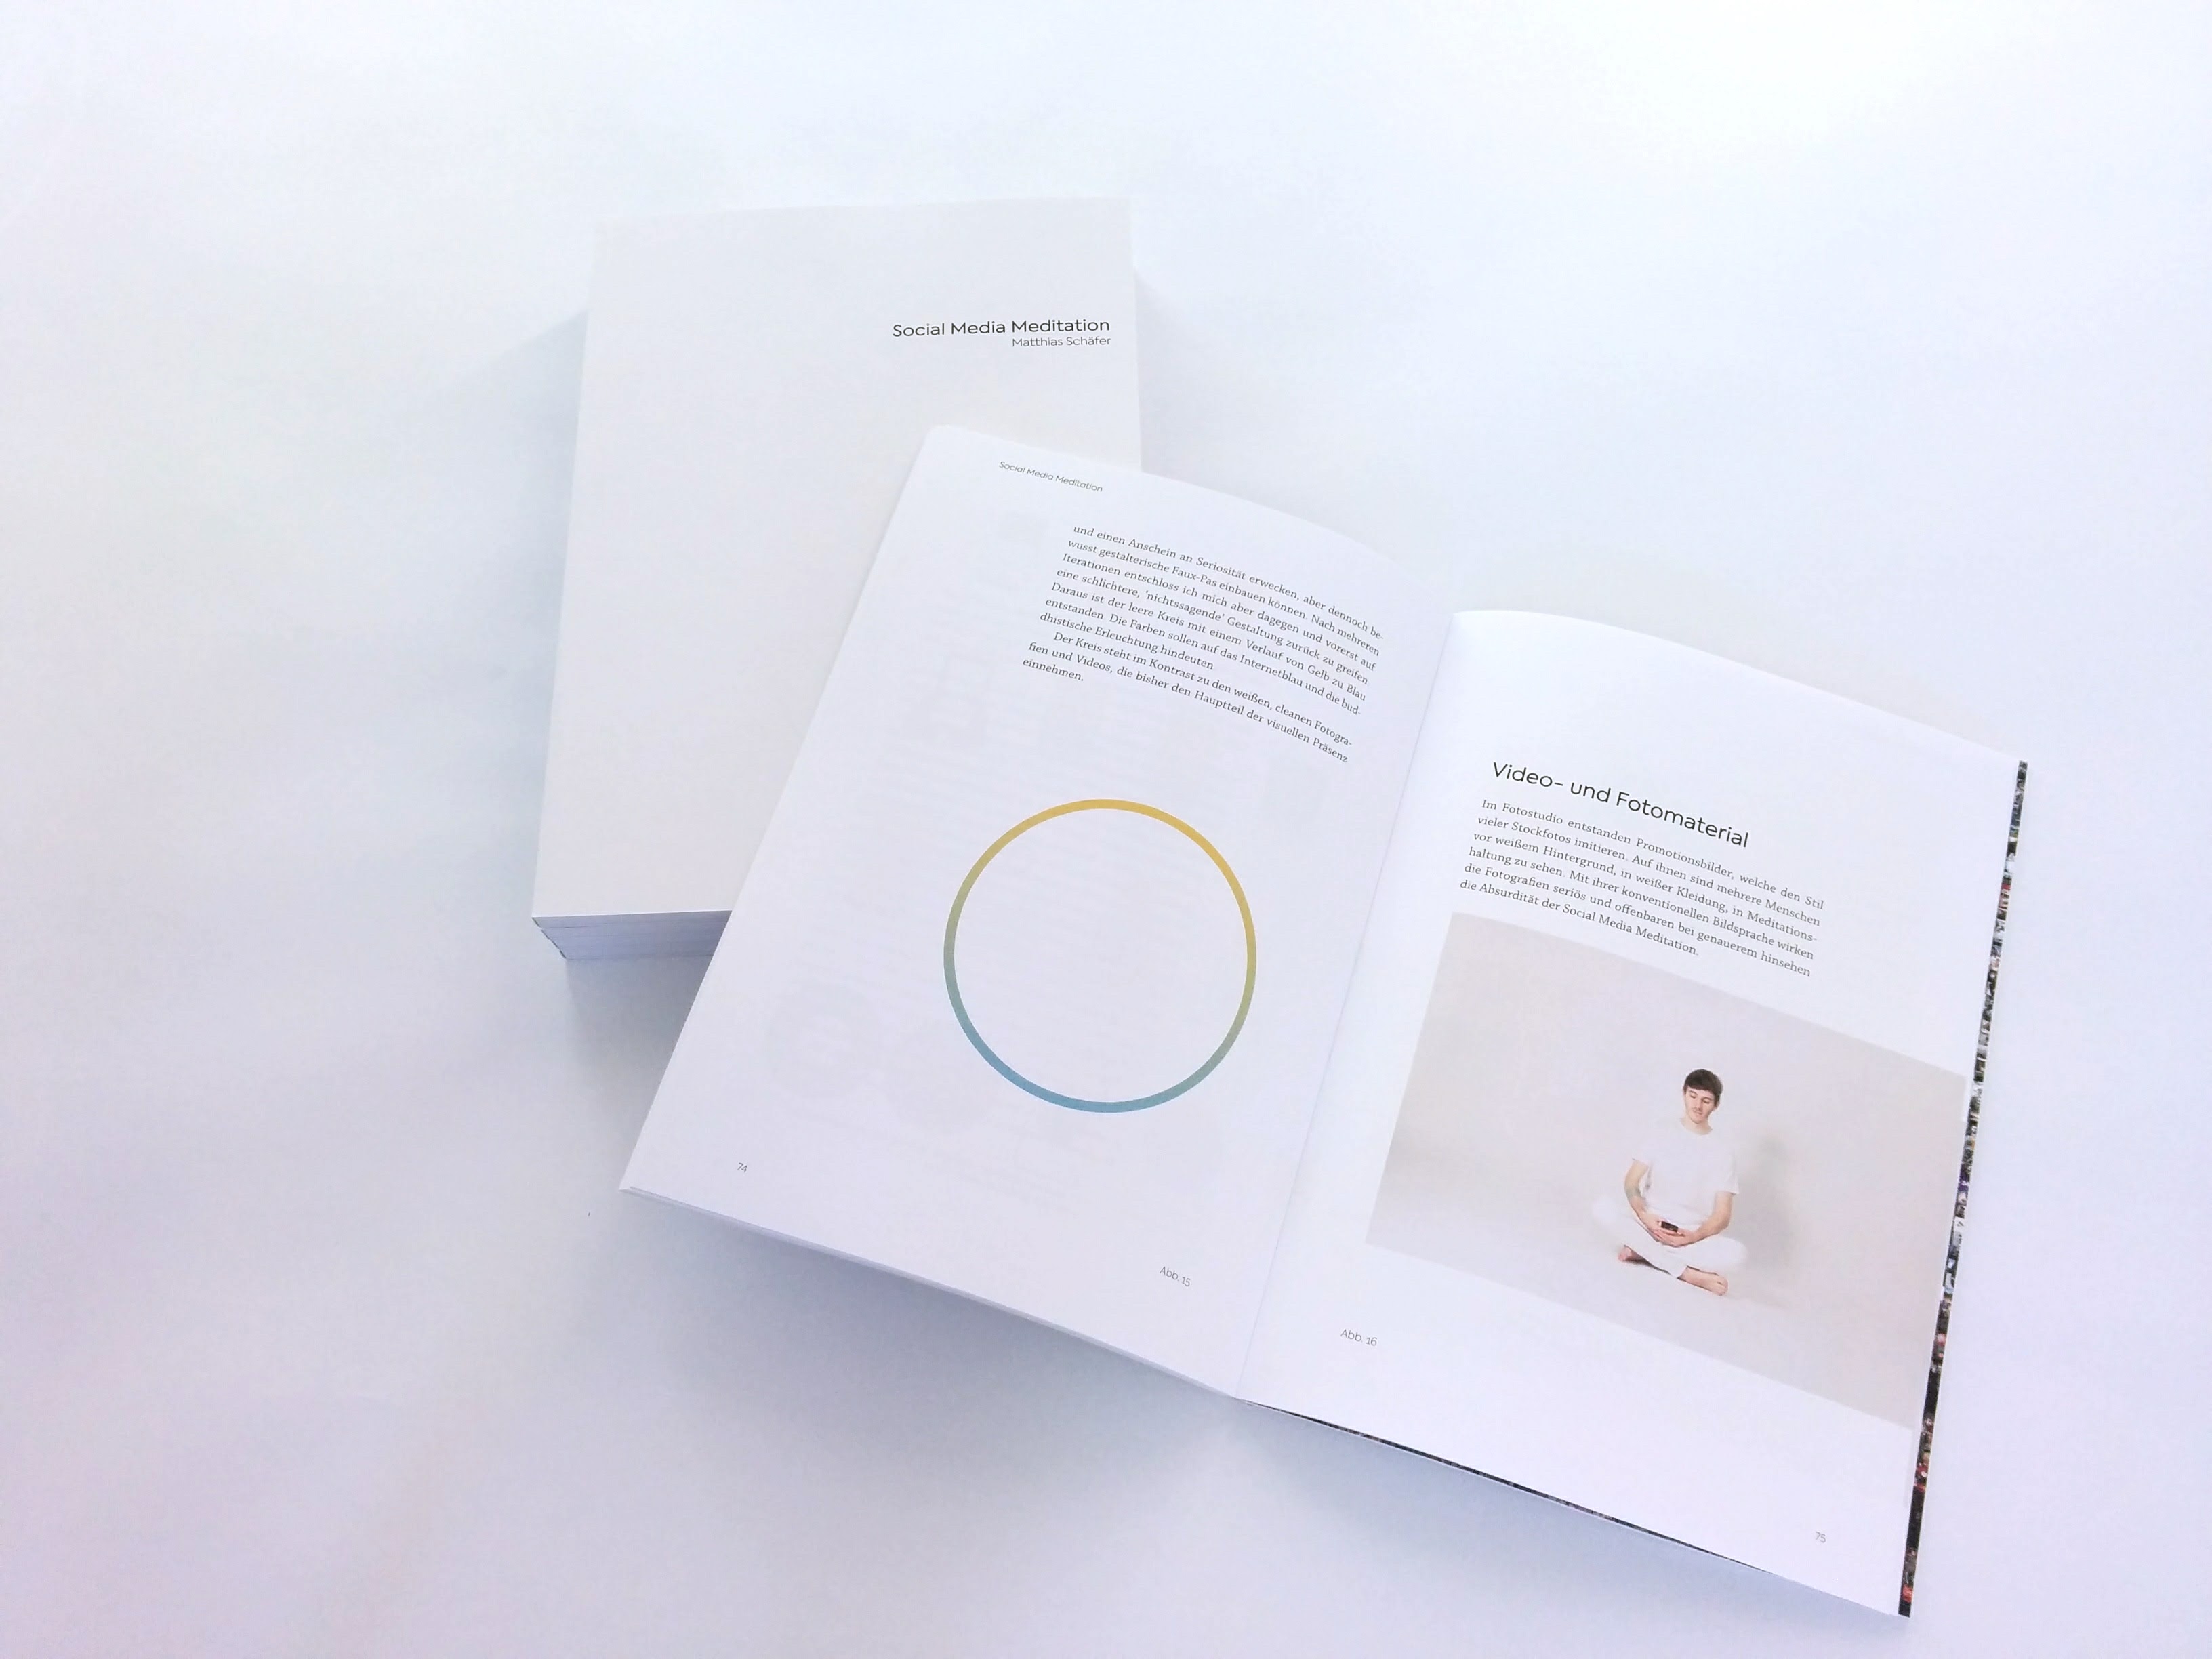 Social Media Meditation
Matthias Schäfer
Social Media Meditation
und einen Anschein an Seriosität erwecken, aber dennoch be-
wusst gestalterische Faux-Pas einbauen können. Nach mehreren
Iterationen entschloss ich mich aber dagegen und vorerst auf
eine schlichtere, 'nichtssagende' Gestaltung zurück zu greifen.
Daraus ist der leere Kreis mit einem Verlauf von Gelb zu Blau
entstanden. Die Farben sollen auf das Internetblau und die bud-
dhistische Erleuchtung hindeuten.
Der Kreis steht im Kontrast zu den weißen, cleanen Fotogra-
fien und Videos, die bisher den Hauptteil der visuellen Präsenz
einnehmen.
74
Abb. 15
Video- und Fotomaterial
Im Fotostudio entstanden Promotionsbilder, welche den Stil
vieler Stockfotos imitieren. Auf ihnen sind mehrere Menschen
vor weißem Hintergrund, in weißer Kleidung, in Meditations-
haltung zu sehen. Mit ihrer konventionellen Bildsprache wirken
die Fotografien seriös und offenbaren bei genauerem hinsehen
die Absurdität der Social Media Meditation.
Abb. 16
75